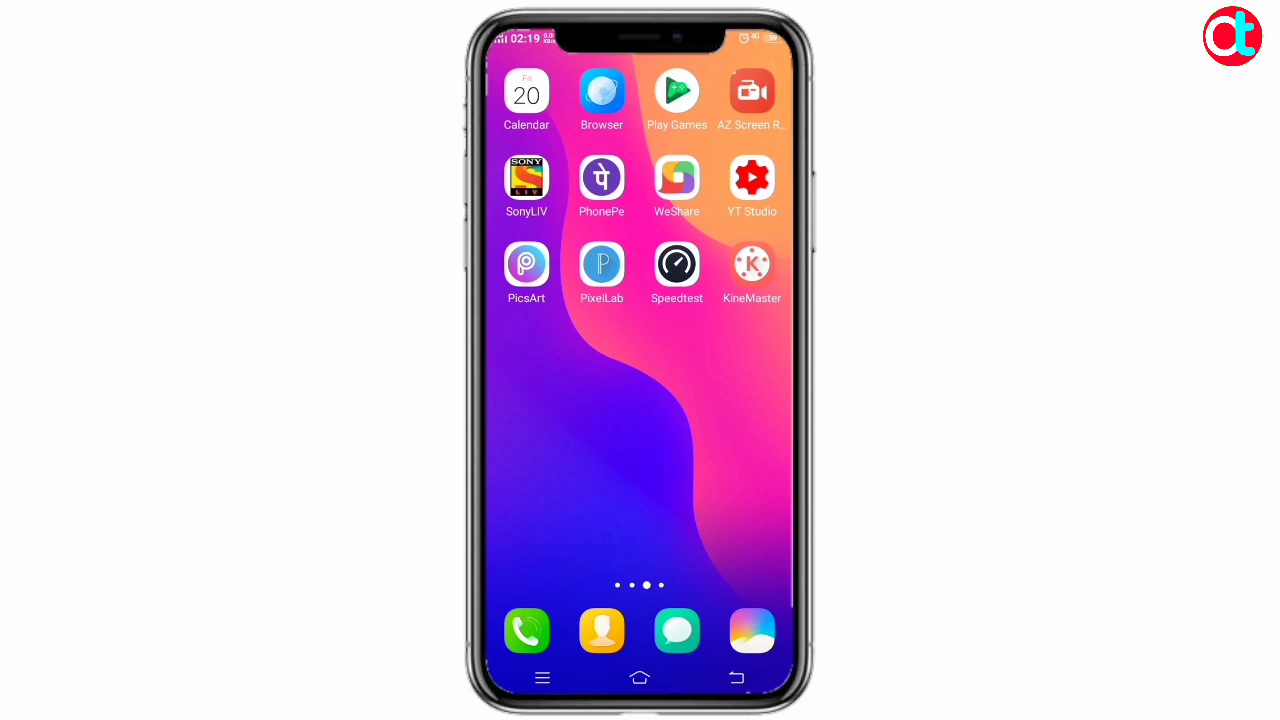 02:19
Fri
20
Calendar
Browser
Play Games
AZ Screen R...
SONY
LIV
पे
SonyLIV
PhonePe
WeShare
YT Studio
P
K
PicsArt
PixelLab
Speedtest
KineMaster
at